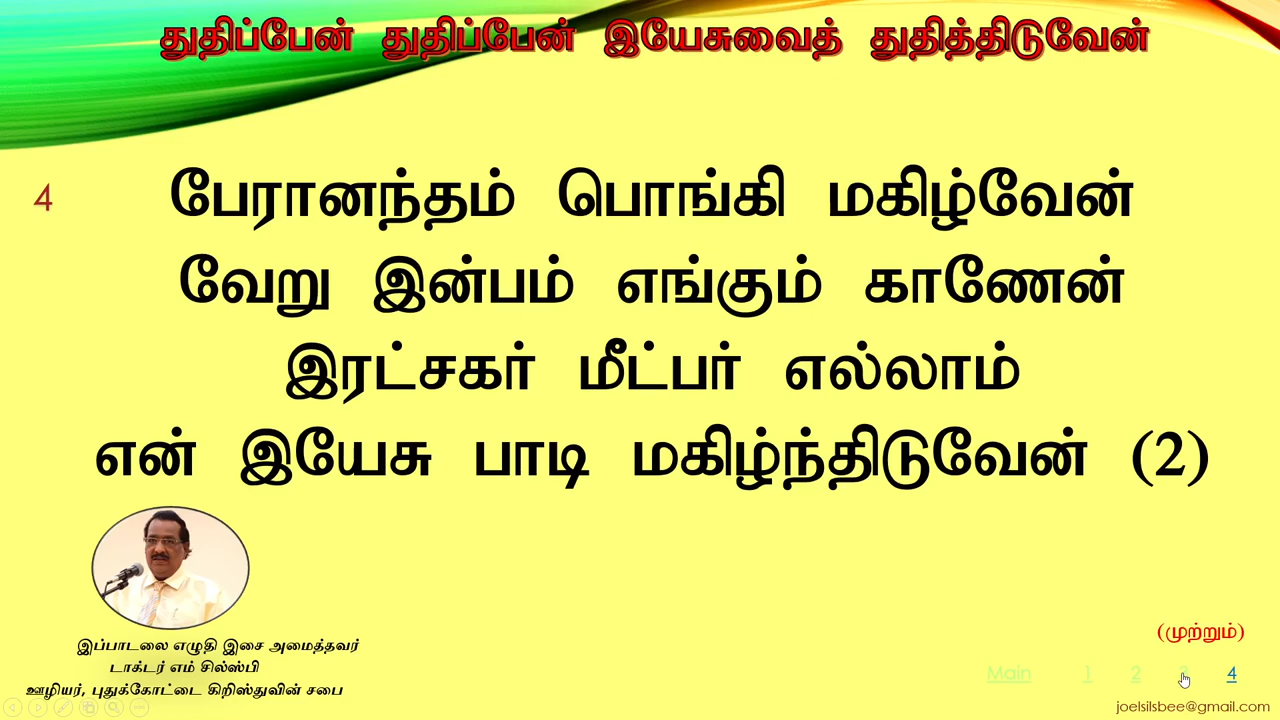 துதிப்பேன் துதிப்பேன் இயேசுவைத் துதித்திடுவேன்
4
பேரானந்தம் பொங்கி மகிழ்வேன்
வேறு இன்பம் எங்கும் காணேன்
இரட்சகர் மீட்பர் எல்லாம்
என் இயேசு பாடி மகிழ்ந்திடுவேன் (2)
இப்பாடலை எழுதி இசை அமைத்தவர்
டாக்டர் எம் சில்ஸ்பி
ஊழியர், புதுக்கோட்டை கிறிஸ்துவின் சபை
(முற்றும்)
Main 1 2 3 4
joelsilsbee@gmail.com